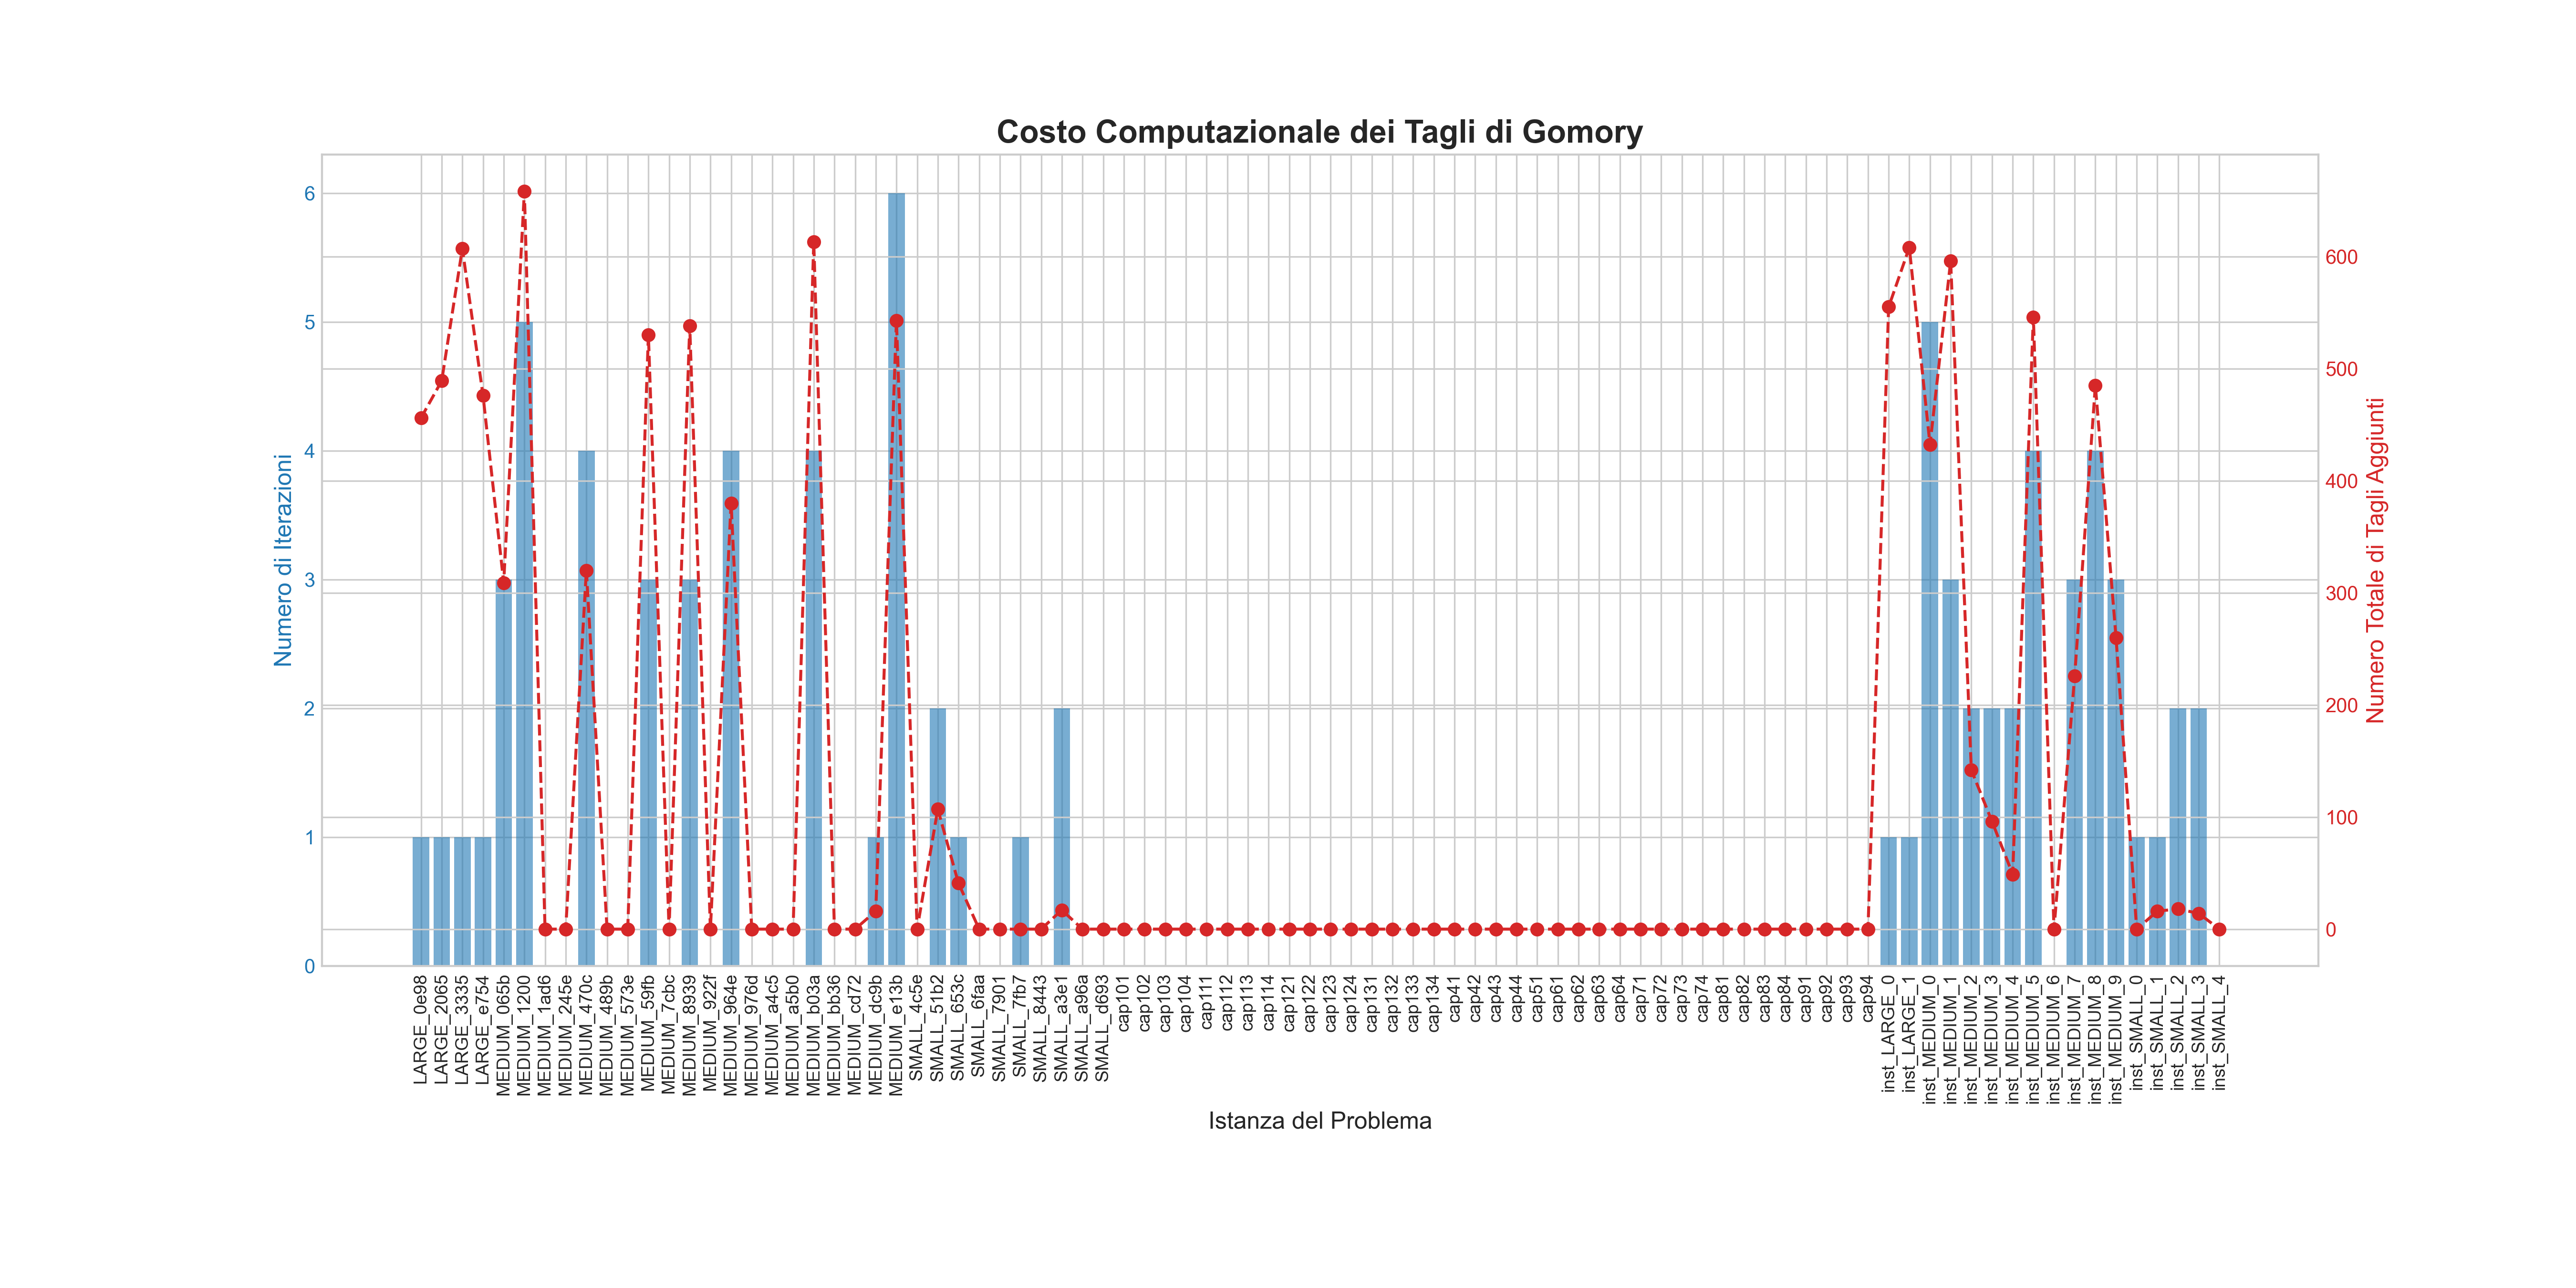 Costo Computazionale dei Tagli di Gomory
Numero di Iterazioni
6
5
4
3
2
1
0
Numero Totale di Tagli Aggiunti
600
500
400
300
200
100
0
LARGE_0e98
LARGE_2065
LARGE_3335
LARGE_e754
MEDIUM_065b
MEDIUM_1200
MEDIUM_1ad6
MEDIUM_245e
MEDIUM_470c
MEDIUM_489b
MEDIUM_573e
MEDIUM_59fb
MEDIUM_7cbc
MEDIUM_8939
MEDIUM_922f
MEDIUM_964e
MEDIUM_976d
MEDIUM_a4c5
MEDIUM_a5b0
MEDIUM_b03a
MEDIUM_bb36
MEDIUM_cd72
MEDIUM_dc9b
MEDIUM_e13b
SMALL_4c5e
SMALL_51b2
SMALL_653c
SMALL_6faa
SMALL_7901
SMALL_7fb7
SMALL_8443
SMALL_a3e1
SMALL_a96a
SMALL_d693
cap101
cap102
cap103
cap104
cap111
cap112
cap113
cap114
cap121
cap122
cap123
cap124
cap131
cap132
cap133
cap134
cap41
cap42
cap43
cap44
cap51
cap61
cap62
cap63
cap64
cap71
cap72
cap73
cap74
cap81
cap82
cap83
cap84
cap91
cap92
cap93
cap94
inst_LARGE_0
inst_LARGE_1
inst_MEDIUM_0
inst_MEDIUM_1
inst_MEDIUM_2
inst_MEDIUM_3
inst_MEDIUM_4
inst_MEDIUM_5
inst_MEDIUM_6
inst_MEDIUM_7
inst_MEDIUM_8
inst_MEDIUM_9
inst_SMALL_0
inst_SMALL_1
inst_SMALL_2
inst_SMALL_3
inst_SMALL_4
Istanza del Problema